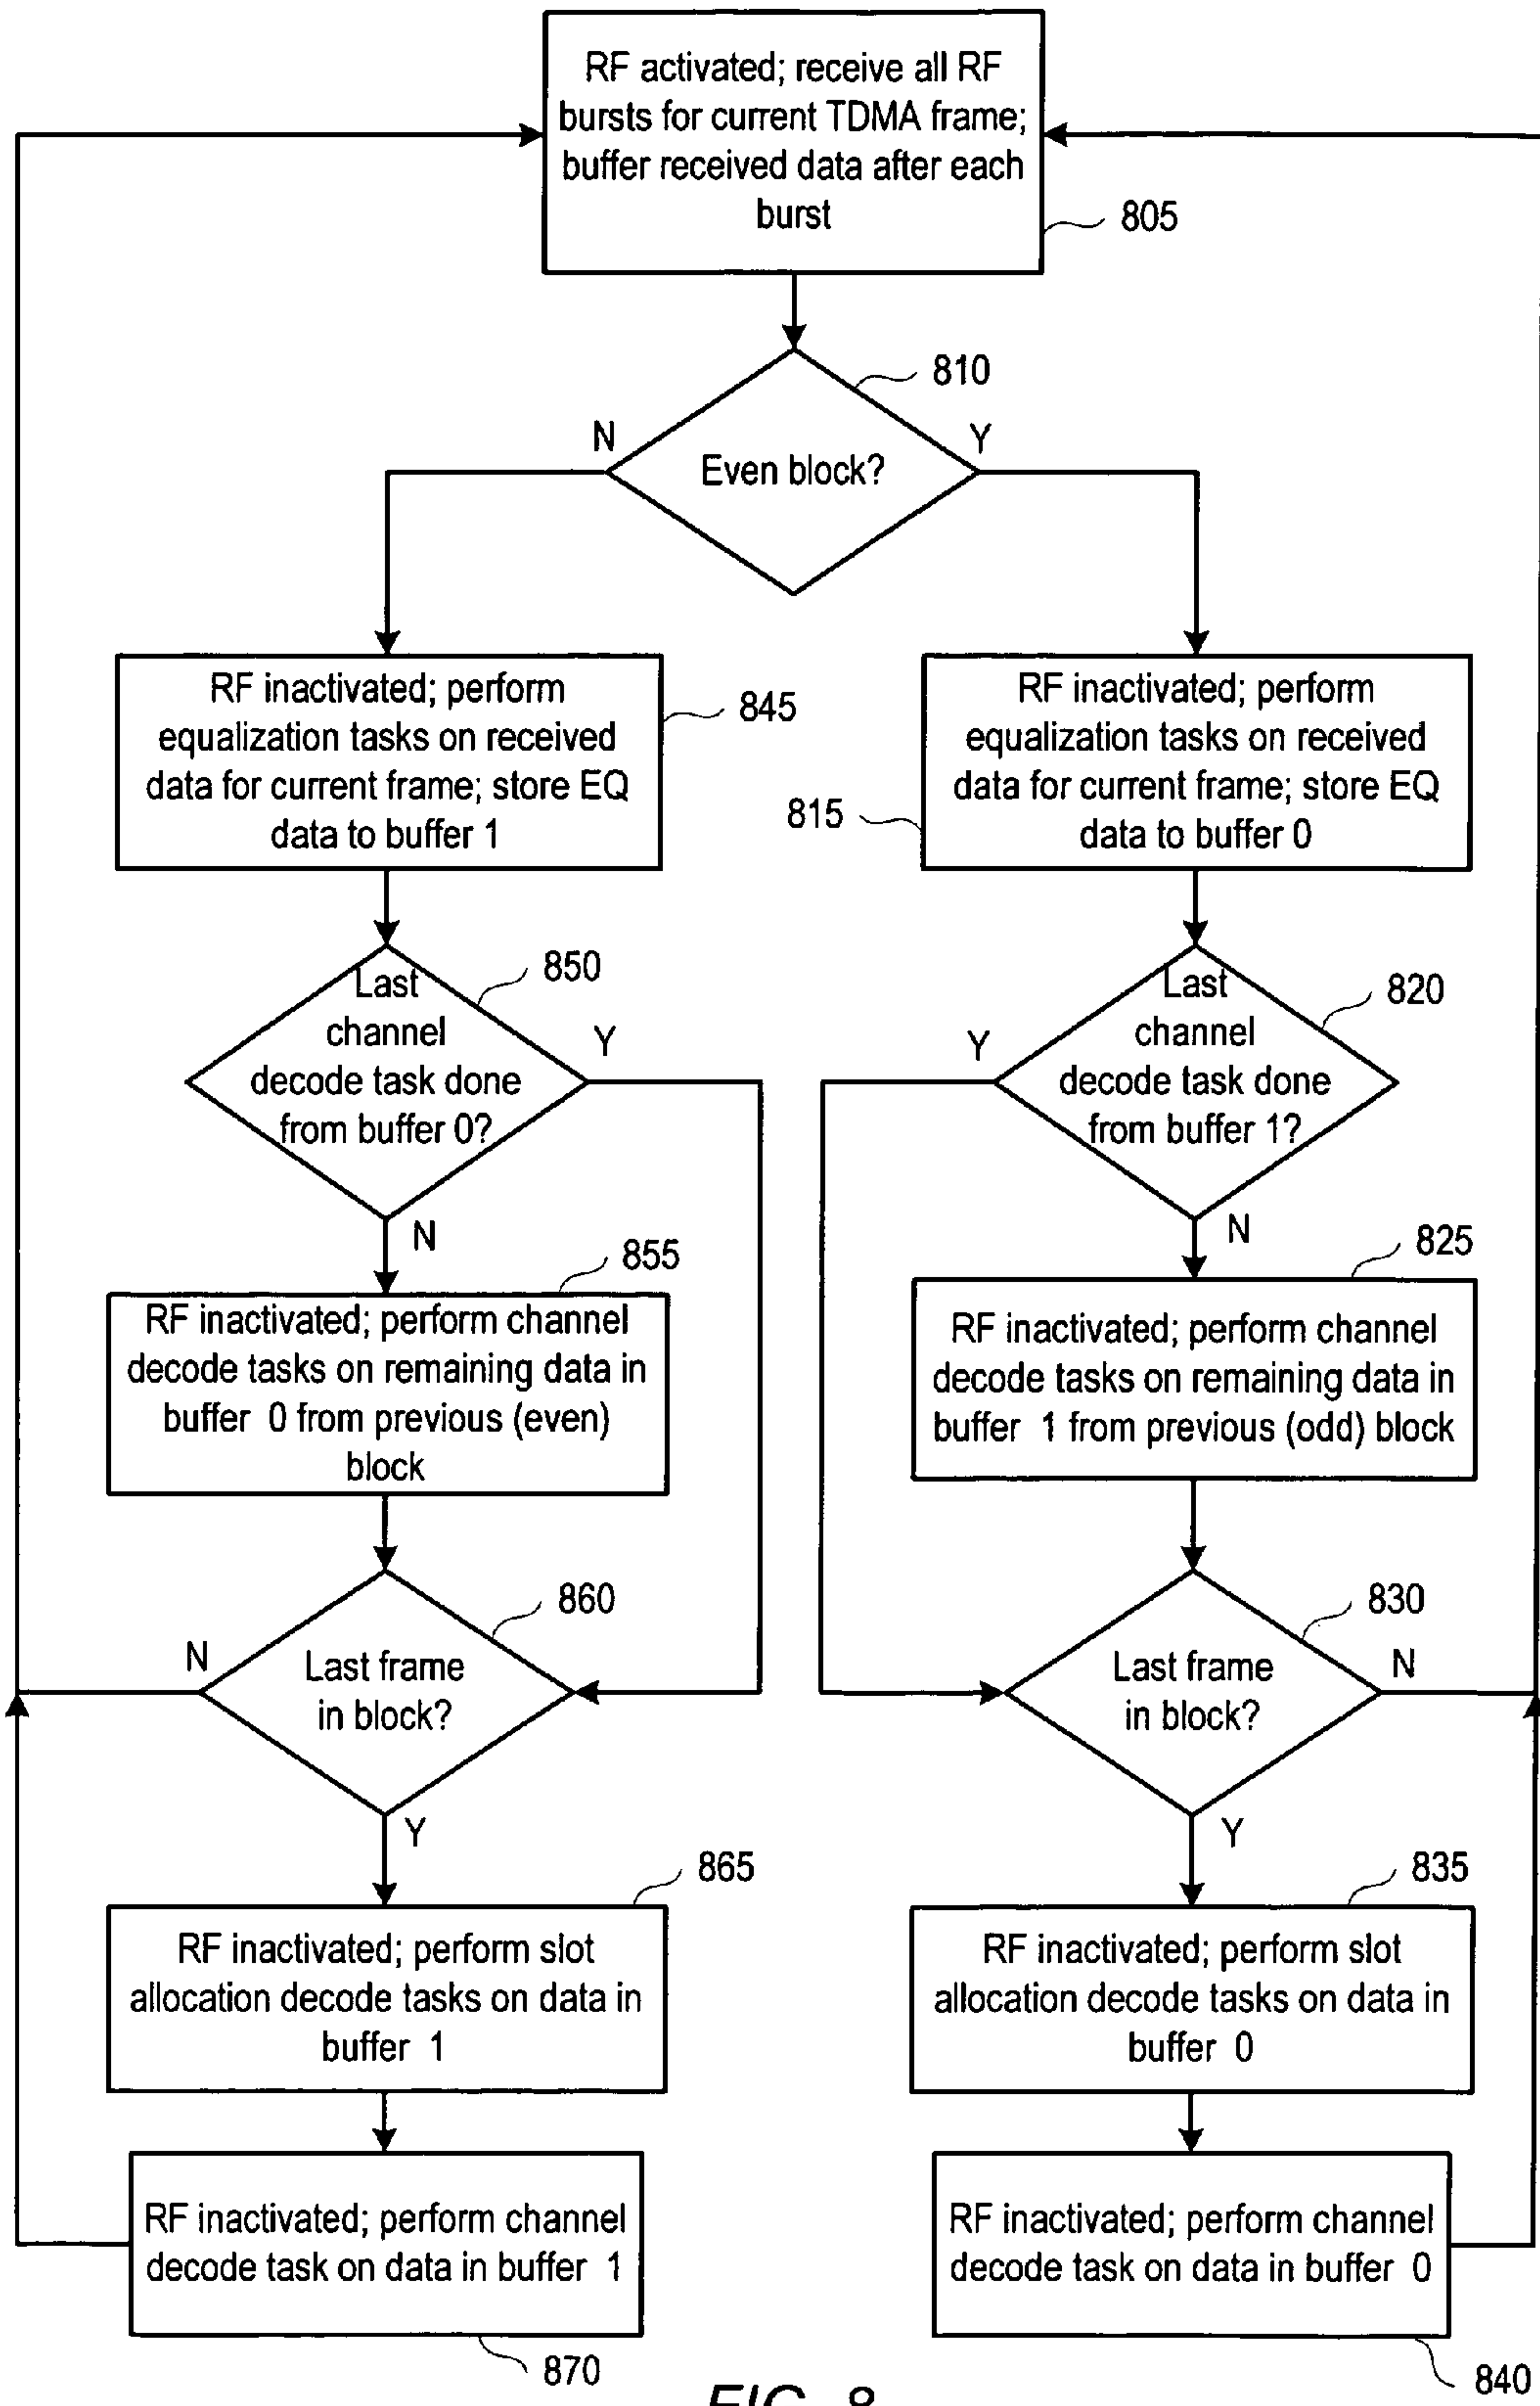 RF activated; receive all RF
bursts for current TDMA frame;
buffer received data after each
burst
805
810
N
Y
Even block?
RF inactivated; perform
equalization tasks on received
data for current frame; store EQ
data to buffer 1
845
RF inactivated; perform
equalization tasks on received
data for current frame; store EQ
data to buffer 0
815
Last
channel
decode task done
from buffer 0?
850
Y
N
Last
channel
decode task done
from buffer 1?
820
Y
N
855
RF inactivated; perform channel
decode tasks on remaining data in
buffer 0 from previous (even)
block
825
RF inactivated; perform channel
decode tasks on remaining data in
buffer 1 from previous (odd) block
860
N
Last frame
in block?
Y
830
Last frame
in block?
N
Y
865
RF inactivated; perform slot
allocation decode tasks on data in
buffer 1
835
RF inactivated; perform slot
allocation decode tasks on data in
buffer 0
RF inactivated; perform channel
decode task on data in buffer 1
870
RF inactivated; perform channel
decode task on data in buffer 0
840
FIG. 8